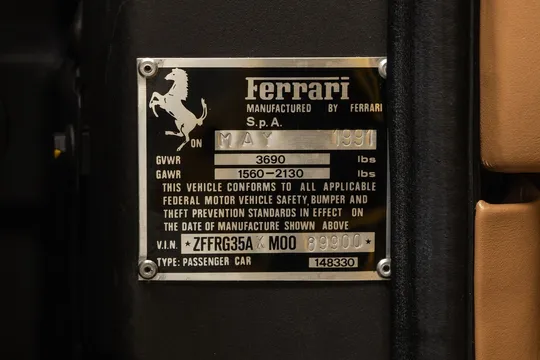 Ferrari
MANUFACTURED BY FERRARI
S.p.A.
ON MAY 1991
GVWR 3690 lbs
GAWR 1560-2130 lbs
THIS VEHICLE CONFORMS TO ALL APPLICABLE
FEDERAL MOTOR VEHICLE SAFETY, BUMPER AND
THEFT PREVENTION STANDARDS IN EFFECT ON
THE DATE OF MANUFACTURE SHOWN ABOVE
V.I.N. ★ZFFRG35A X M00 89900★
TYPE: PASSENGER CAR 148330